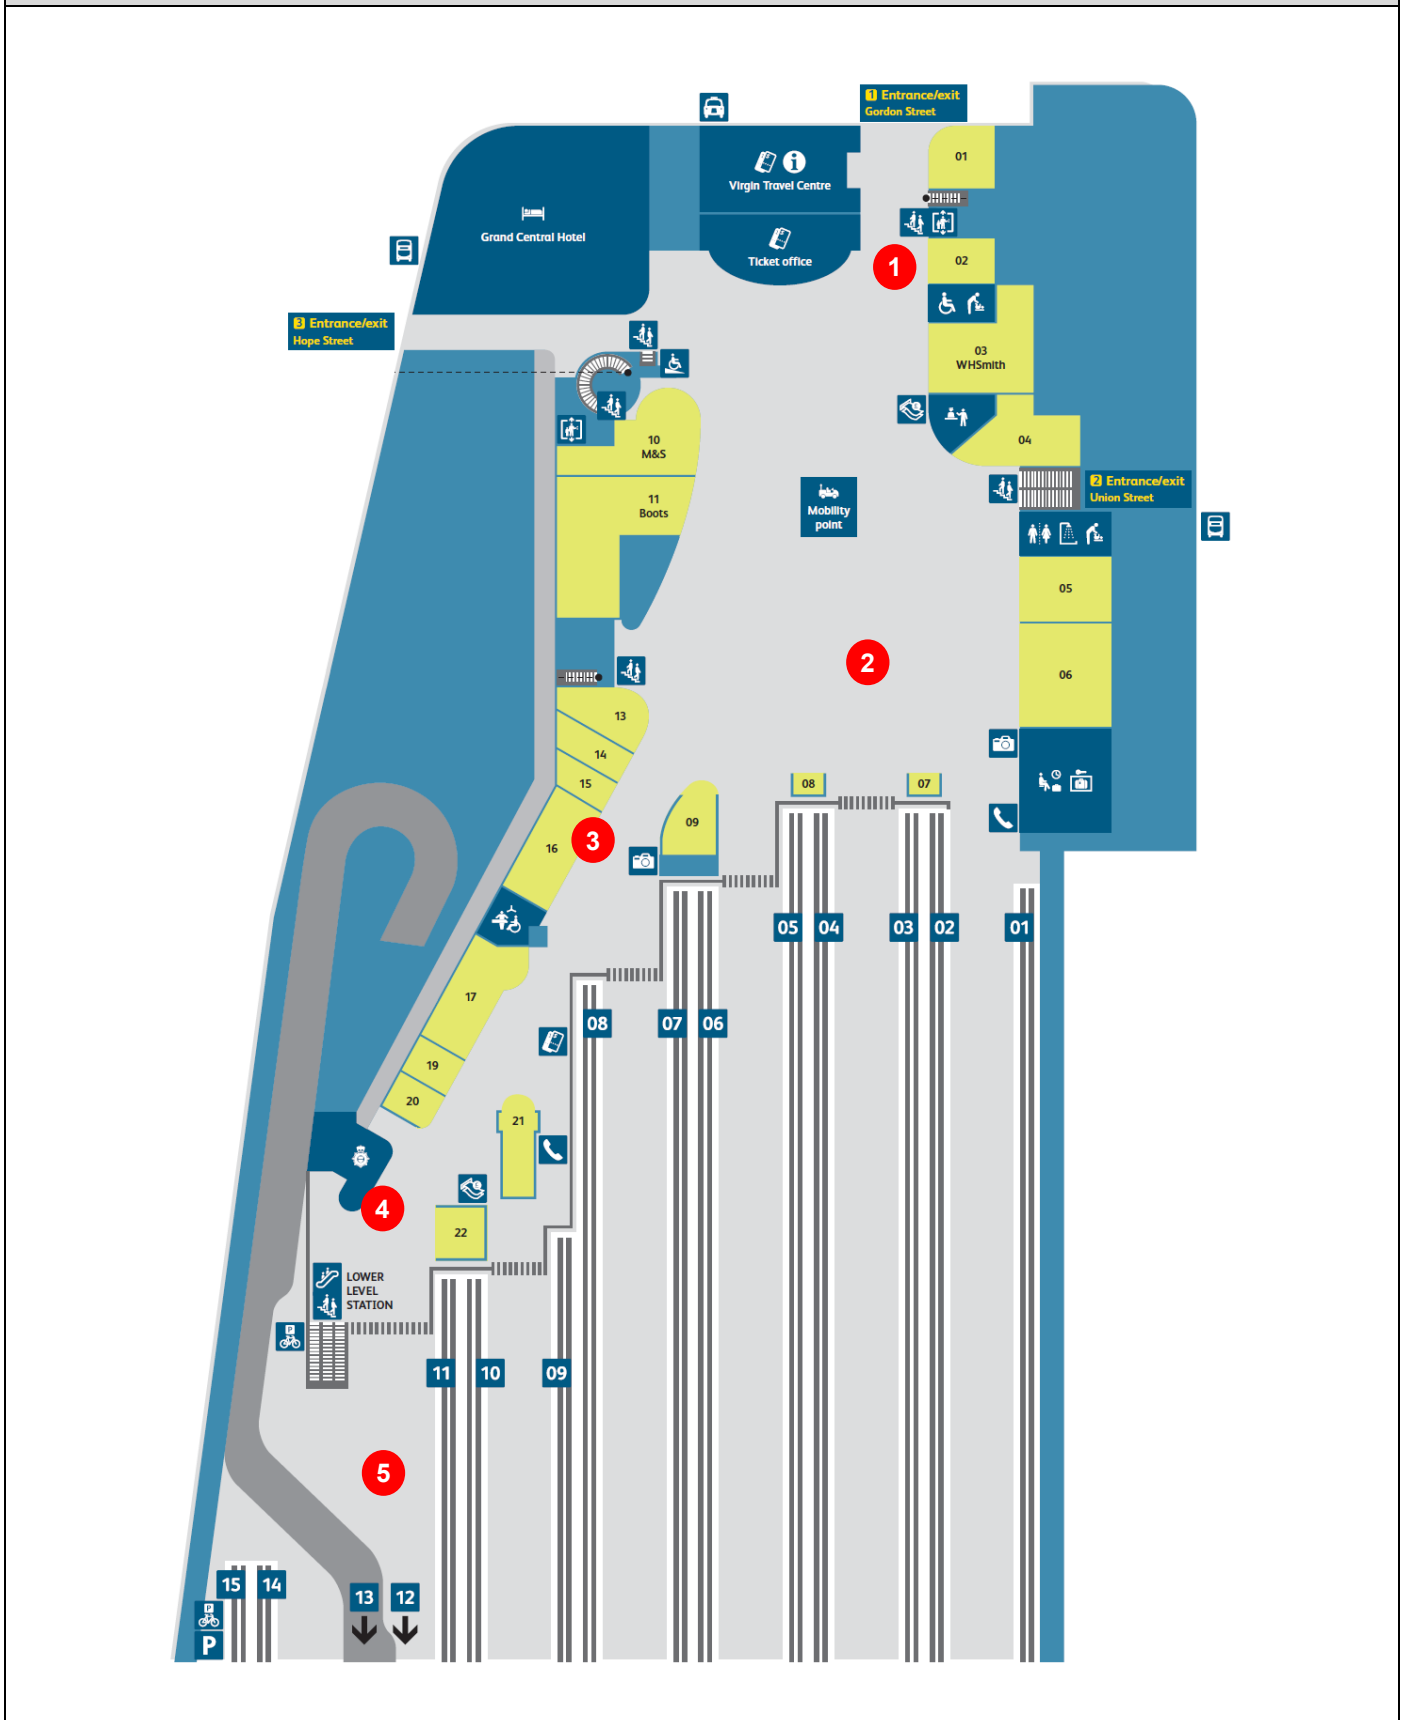 1 Entrance/exit
Gordon Street
01
Virgin Travel Centre
Grand Central Hotel
Ticket office
1
02
3 Entrance/exit
Hope Street
03
WHSmith
10
M&S
04
11
Boots
2 Entrance/exit
Union Street
Mobility
point
05
2
06
13
14
15
08
07
09
3
16
05
04
03
02
01
17
08
07
06
19
20
21
4
22
LOWER
LEVEL
STATION
P
11
10
09
5
15
14
13
12
P
P